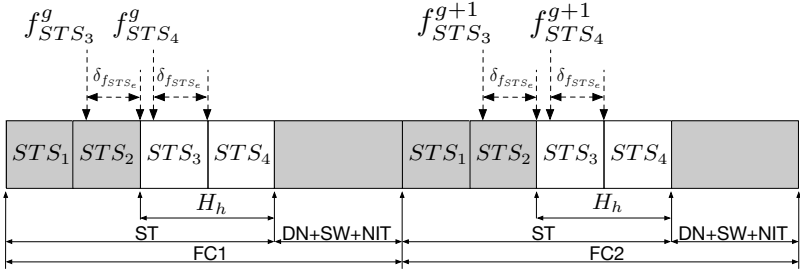 f^g_{STS_3} f^g_{STS_4} f^{g+1}_{STS_3} f^{g+1}_{STS_4}
δ_{f_{STS_e}} δ_{f_{STS_e}} δ_{f_{STS_e}} δ_{f_{STS_e}}
STS_1 STS_2 STS_3 STS_4 STS_1 STS_2 STS_3 STS_4
H_h H_h
ST DN+SW+NIT ST DN+SW+NIT
FC1 FC2